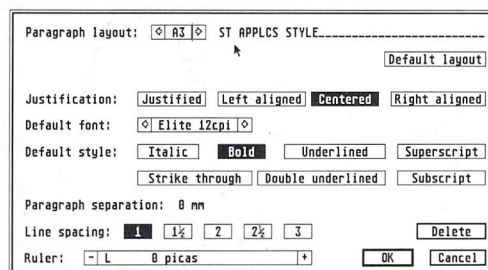 Paragraph layout: A3 ST APPLCS STYLE
Default layout
Justification: Justified Left aligned Centered Right aligned
Default font: Elite 12cpi
Default style: Italic Bold Underlined Superscript
Strike through Double underlined Subscript
Paragraph separation: 0 mm
Line spacing: 1 1½ 2 2½ 3 Delete
Ruler: - L 0 picas + OK Cancel